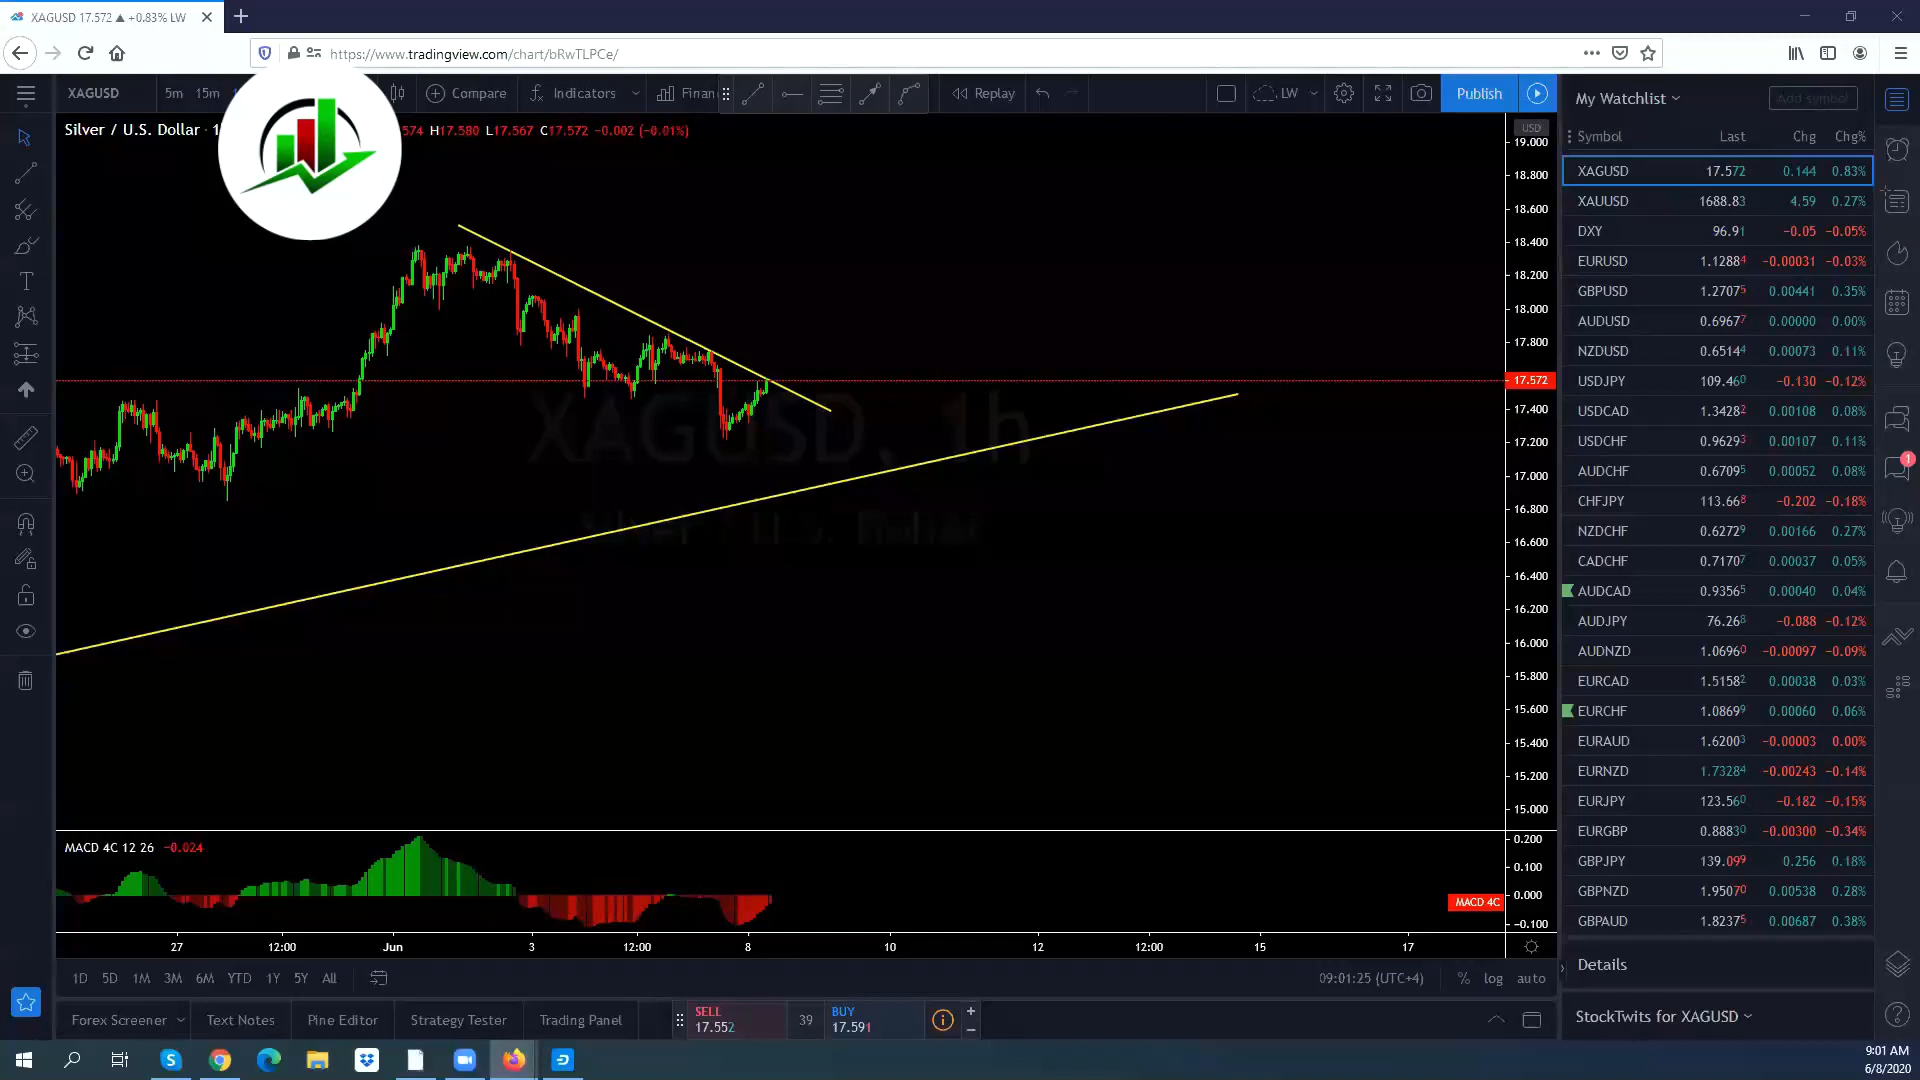 XAGUSD 17.572 ▲ +0.83% LW
https://www.tradingview.com/chart/bRwTLPCe/
XAGUSD 5m 15m Compare Indicators Finan Replay LW Publish
Silver / U.S. Dollar · 1 574 H17.580 L17.567 C17.572 −0.002 (−0.01%)
XAGUSD, 1h
USD
19.000
18.800
18.600
18.400
18.200
18.000
17.800
17.572
17.400
17.200
17.000
16.800
16.600
16.400
16.200
16.000
15.800
15.600
15.400
15.200
15.000
MACD 4C 12 26 −0.024
0.200
0.100
0.000
MACD 4C
−0.100
27 12:00 Jun 3 12:00 8 10 12 12:00 15 17
1D 5D 1M 3M 6M YTD 1Y 5Y All
09:01:25 (UTC+4) % log auto
Forex Screener Text Notes Pine Editor Strategy Tester Trading Panel
SELL 17.552 39 BUY 17.591
My Watchlist Add symbol
Symbol Last Chg Chg%
XAGUSD 17.572 0.144 0.83%
XAUUSD 1688.83 4.59 0.27%
DXY 96.91 −0.05 −0.05%
EURUSD 1.12884 −0.00031 −0.03%
GBPUSD 1.27075 0.00441 0.35%
AUDUSD 0.69677 0.00000 0.00%
NZDUSD 0.65144 0.00073 0.11%
USDJPY 109.460 −0.130 −0.12%
USDCAD 1.34282 0.00108 0.08%
USDCHF 0.96293 0.00107 0.11%
AUDCHF 0.67095 0.00052 0.08%
CHFJPY 113.668 −0.202 −0.18%
NZDCHF 0.62729 0.00166 0.27%
CADCHF 0.71707 0.00037 0.05%
AUDCAD 0.93565 0.00040 0.04%
AUDJPY 76.268 −0.088 −0.12%
AUDNZD 1.06960 −0.00097 −0.09%
EURCAD 1.51582 0.00038 0.03%
EURCHF 1.08699 0.00060 0.06%
EURAUD 1.62003 −0.00003 0.00%
EURNZD 1.73284 −0.00243 −0.14%
EURJPY 123.560 −0.182 −0.15%
EURGBP 0.88830 −0.00300 −0.34%
GBPJPY 139.099 0.256 0.18%
GBPNZD 1.95070 0.00538 0.28%
GBPAUD 1.82375 0.00687 0.38%
Details
StockTwits for XAGUSD
1
9:01 AM
6/8/2020